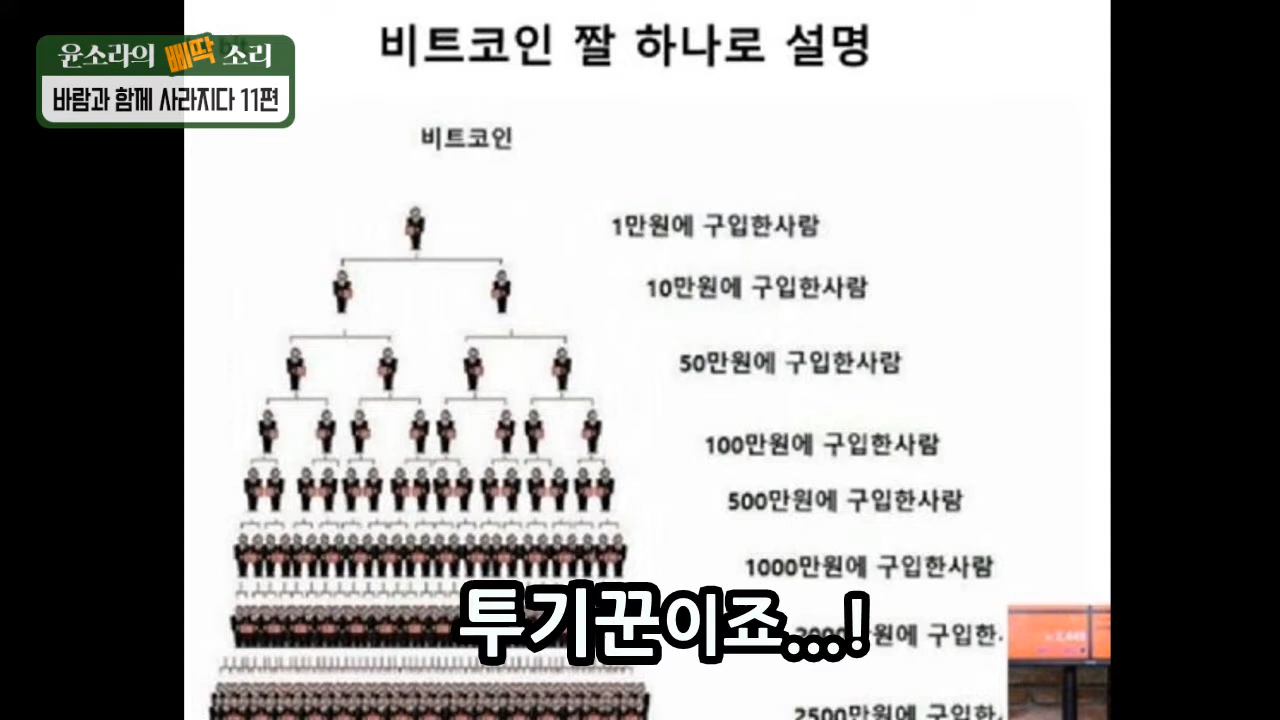 비트코인 짤 하나로 설명
윤소라의 삐딱 소리
바람과 함께 사라지다 11편
비트코인
1만원에 구입한사람
10만원에 구입한사람
50만원에 구입한사람
100만원에 구입한사람
500만원에 구입한사람
1000만원에 구입한사람
투기꾼이죠...!
원에 구입한
2500만원에 구입한